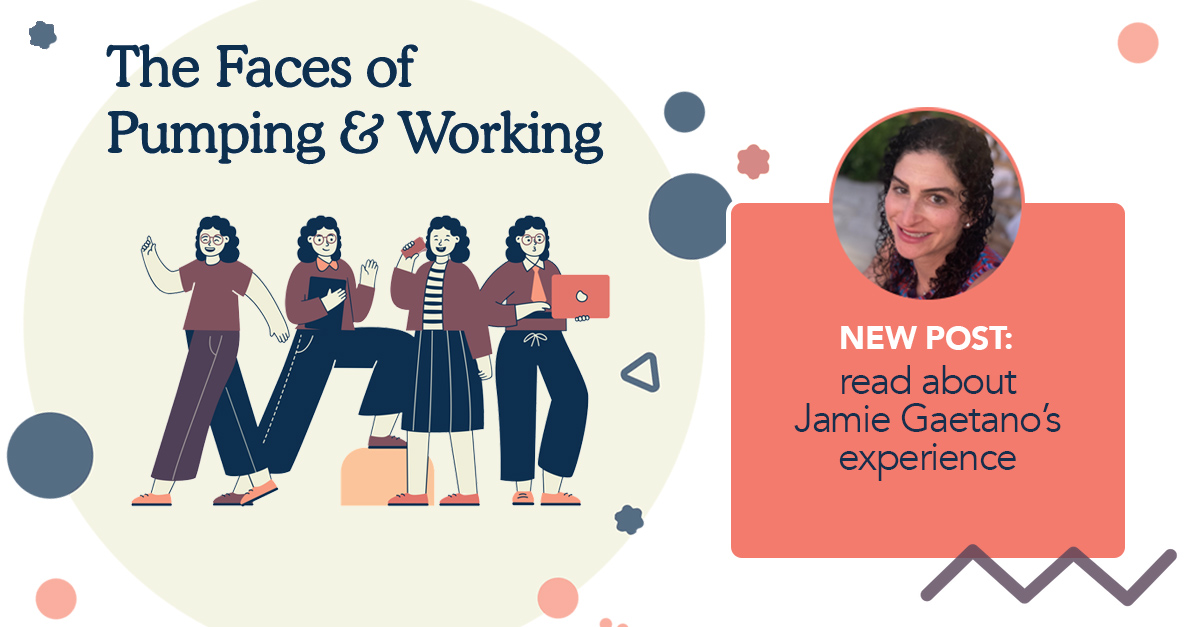 The Faces of
Pumping & Working
NEW POST:
read about
Jamie Gaetano’s
experience